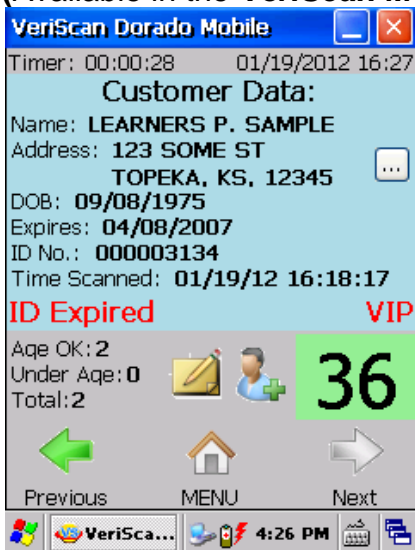 VeriScan Dorado Mobile
Timer: 00:00:28 01/19/2012 16:27
Customer Data:
Name: LEARNERS P. SAMPLE
Address: 123 SOME ST
TOPEKA, KS, 12345
...
DOB: 09/08/1975
Expires: 04/08/2007
ID No.: 000003134
Time Scanned: 01/19/12 16:18:17
ID Expired VIP
Age OK:2
Under Age:0
Total:2
36
Previous MENU Next
VeriSca... 4:26 PM